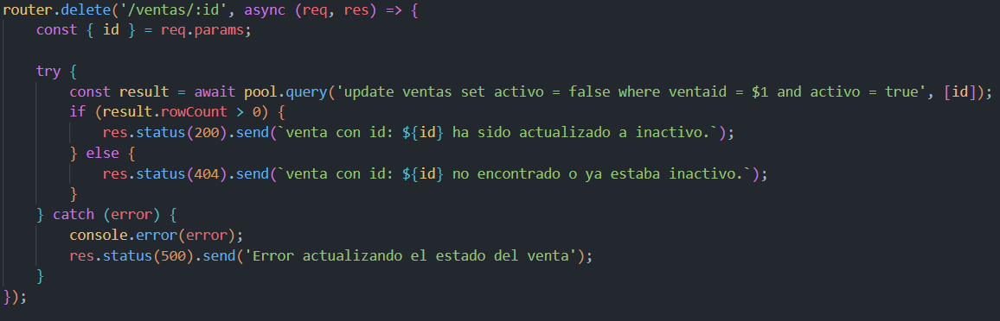 router.delete('/ventas/:id', async (req, res) => {
    const { id } = req.params;

    try {
        const result = await pool.query('update ventas set activo = false where ventaid = $1 and activo = true', [id]);
        if (result.rowCount > 0) {
            res.status(200).send(`venta con id: ${id} ha sido actualizado a inactivo.`);
        } else {
            res.status(404).send(`venta con id: ${id} no encontrado o ya estaba inactivo.`);
        }
    } catch (error) {
        console.error(error);
        res.status(500).send('Error actualizando el estado del venta');
    }
});